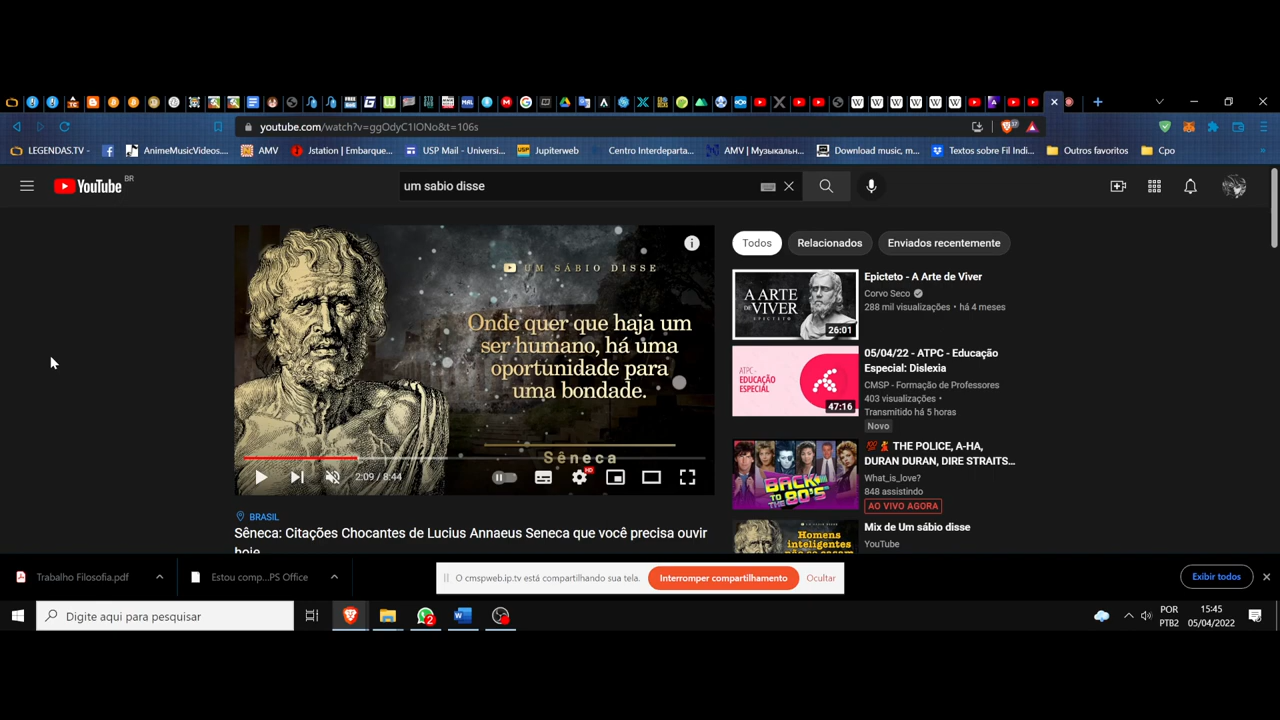 youtube.com/watch?v=ggOdyC1IONo&t=106s
LEGENDAS.TV -
AnimeMusicVideos...
AMV
Jstation | Embarque...
USP Mail - Universi...
Jupiterweb
Centro Interdeparta...
AMV | Музыкальн...
Download music, m...
Textos sobre Fil Indi...
Outros favoritos
Cpo
YouTube BR
um sabio disse
UM SÁBIO DISSE
Onde quer que haja um
ser humano, há uma
oportunidade para
uma bondade.
Sêneca
2:09 / 8:44
HD
BRASIL
Sêneca: Citações Chocantes de Lucius Annaeus Seneca que você precisa ouvir
hoje
Todos
Relacionados
Enviados recentemente
A ARTE
DE VIVER
EPICTETO
26:01
Epicteto - A Arte de Viver
Corvo Seco
288 mil visualizações • há 4 meses
ATPC -
EDUCAÇÃO
ESPECIAL
47:16
05/04/22 - ATPC - Educação
Especial: Dislexia
CMSP - Formação de Professores
403 visualizações •
Transmitido há 5 horas
Novo
BACK
TO THE 80'S
💯💃 THE POLICE, A-HA,
DURAN DURAN, DIRE STRAITS...
What_is_love?
848 assistindo
AO VIVO AGORA
Homens
inteligentes
Mix de Um sábio disse
YouTube
Trabalho Filosofia.pdf
Estou comp...PS Office
O cmspweb.ip.tv está compartilhando sua tela.
Interromper compartilhamento
Ocultar
Exibir todos
Digite aqui para pesquisar
2
POR
PTB2
15:45
05/04/2022